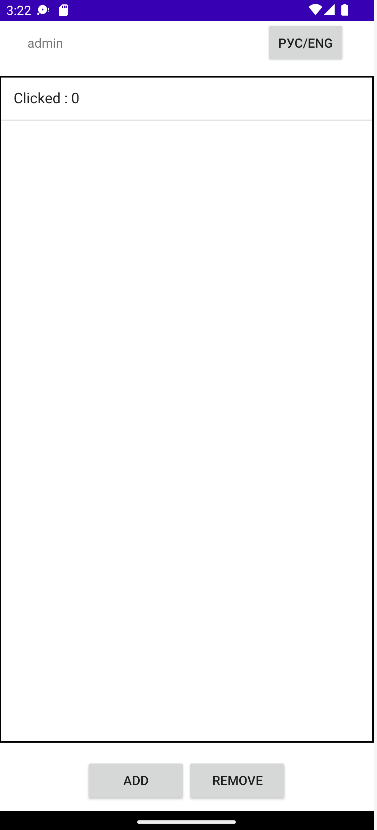 3:22
admin
РУС/ENG
Clicked : 0
ADD
REMOVE